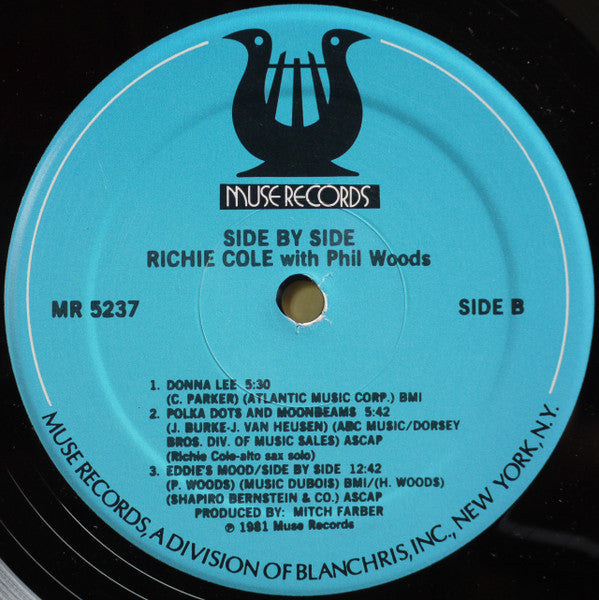 MUSE RECORDS
SIDE BY SIDE
RICHIE COLE with Phil Woods
MR 5237
SIDE B
1. DONNA LEE 5:30
(C. PARKER) (ATLANTIC MUSIC CORP.) BMI
2. POLKA DOTS AND MOONBEAMS 5:42
(J. BURKE-J. VAN HEUSEN) (ABC MUSIC/DORSEY
BROS. DIV. OF MUSIC SALES) ASCAP
(Richie Cole-alto sax solo)
3. EDDIE'S MOOD/SIDE BY SIDE 12:42
(P. WOODS) (MUSIC DUBOIS) BMI/(H. WOODS)
(SHAPIRO BERNSTEIN & CO.) ASCAP
PRODUCED BY: MITCH FARBER
℗ 1981 Muse Records
MUSE RECORDS, A DIVISION OF BLANCHRIS, INC., NEW YORK, N.Y.